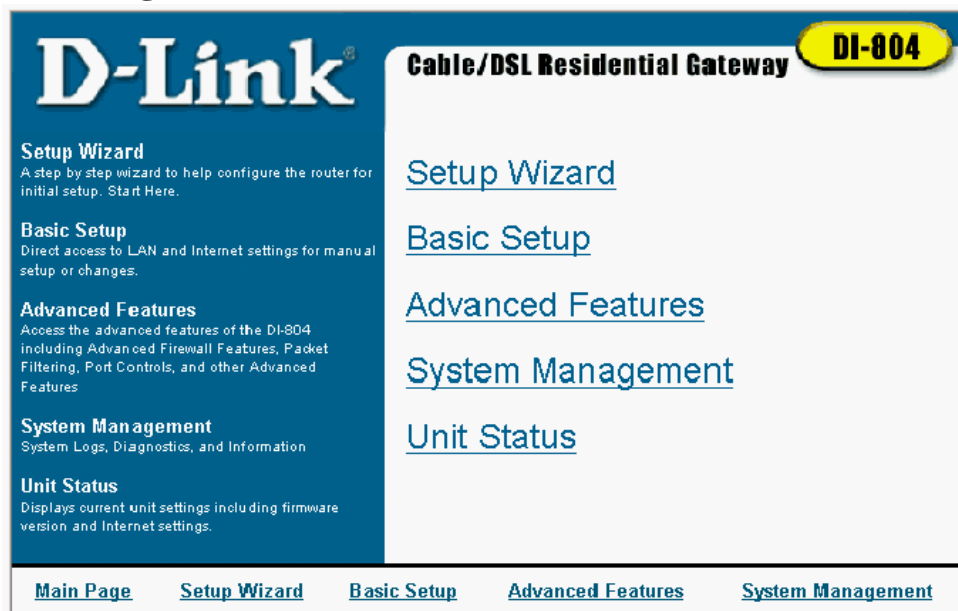 D-Link®
Cable/DSL Residential Gateway
DI-804
Setup Wizard
A step by step wizard to help configure the router for
initial setup. Start Here.
Basic Setup
Direct access to LAN and Internet settings for manual
setup or changes.
Advanced Features
Access the advanced features of the DI-804
including Advanced Firewall Features, Packet
Filtering, Port Controls, and other Advanced
Features
System Management
System Logs, Diagnostics, and Information
Unit Status
Displays current unit settings including firmware
version and Internet settings.
Setup Wizard
Basic Setup
Advanced Features
System Management
Unit Status
Main Page Setup Wizard Basic Setup Advanced Features System Management